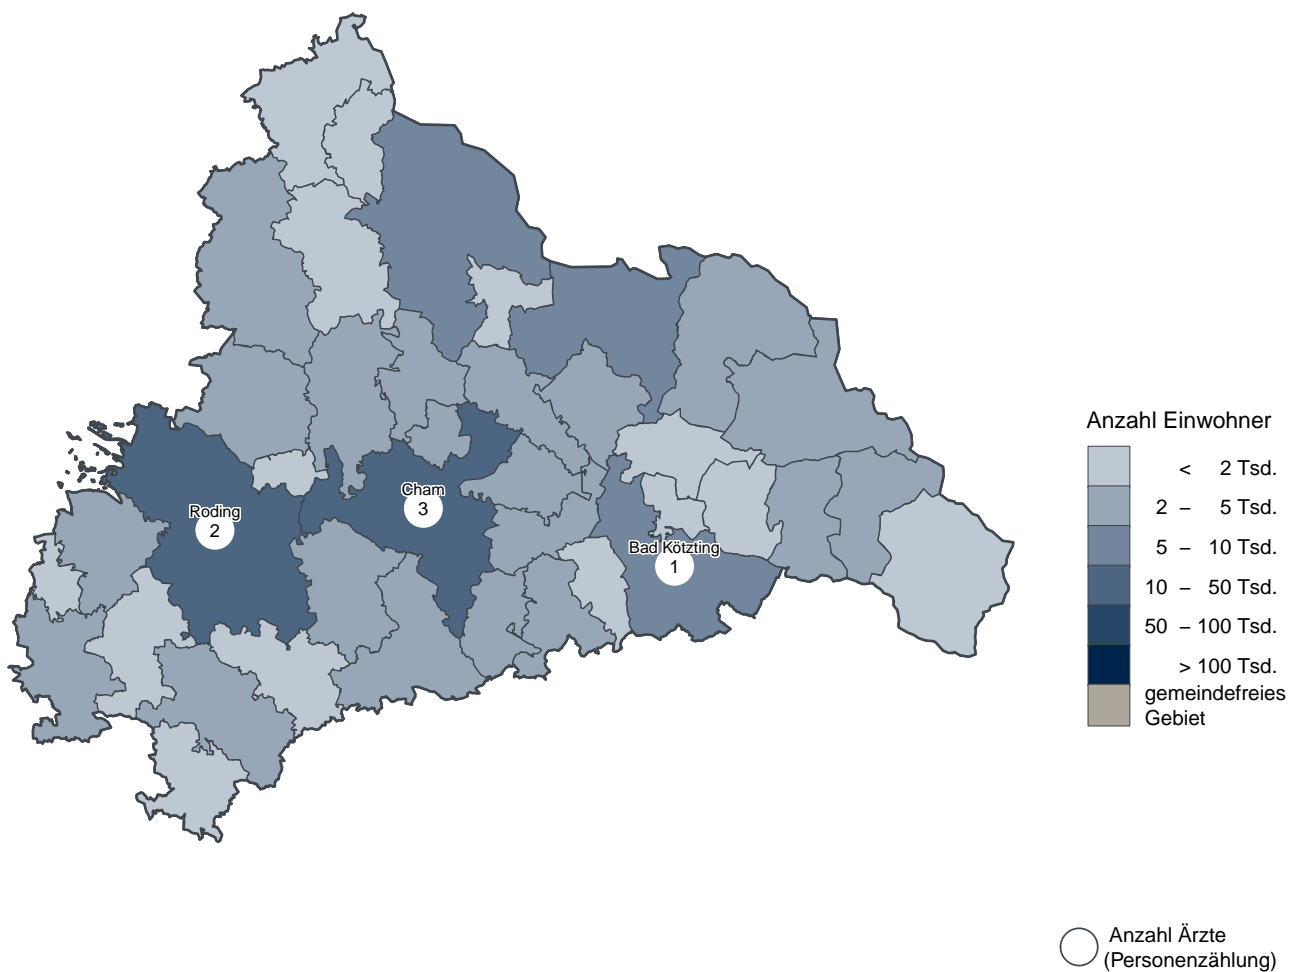 Cham
3
Roding
2
Bad Kötzting
1
Anzahl Einwohner
< 2 Tsd.
2 – 5 Tsd.
5 – 10 Tsd.
10 – 50 Tsd.
50 – 100 Tsd.
> 100 Tsd.
gemeindefreies
Gebiet
Anzahl Ärzte
(Personenzählung)